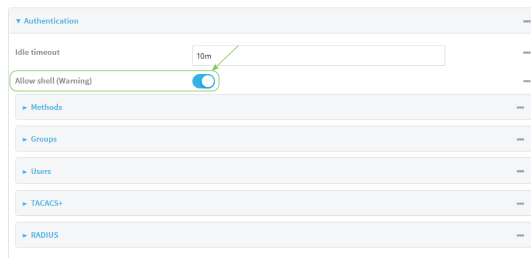 Authentication
Idle timeout
10m
Allow shell (Warning)
Methods
Groups
Users
TACACS+
RADIUS